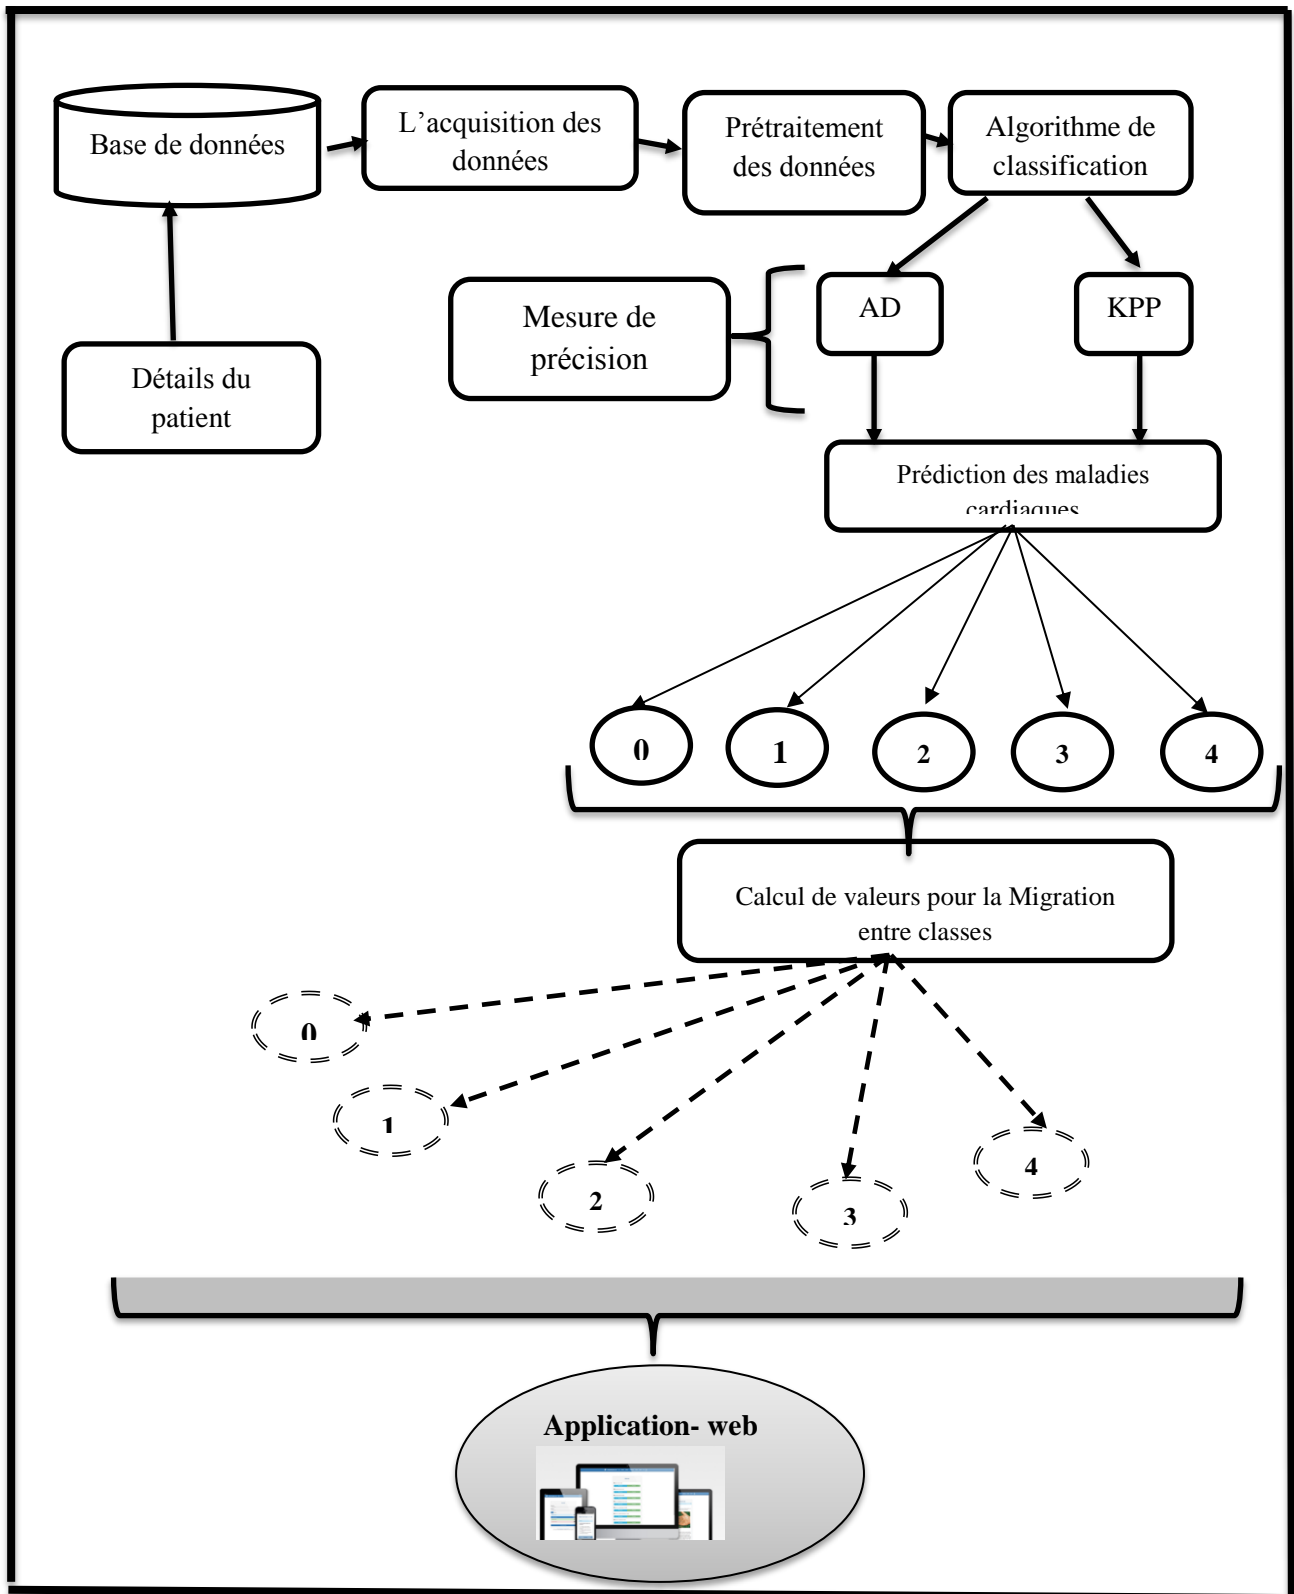 Base de données
L'acquisition des
données
Prétraitement
des données
Algorithme de
classification
Mesure de
précision
AD
KPP
Détails du
patient
Prédiction des maladies
cardiaques
0
1
2
3
4
Calcul de valeurs pour la Migration
entre classes
0
1
2
3
4
Application- web